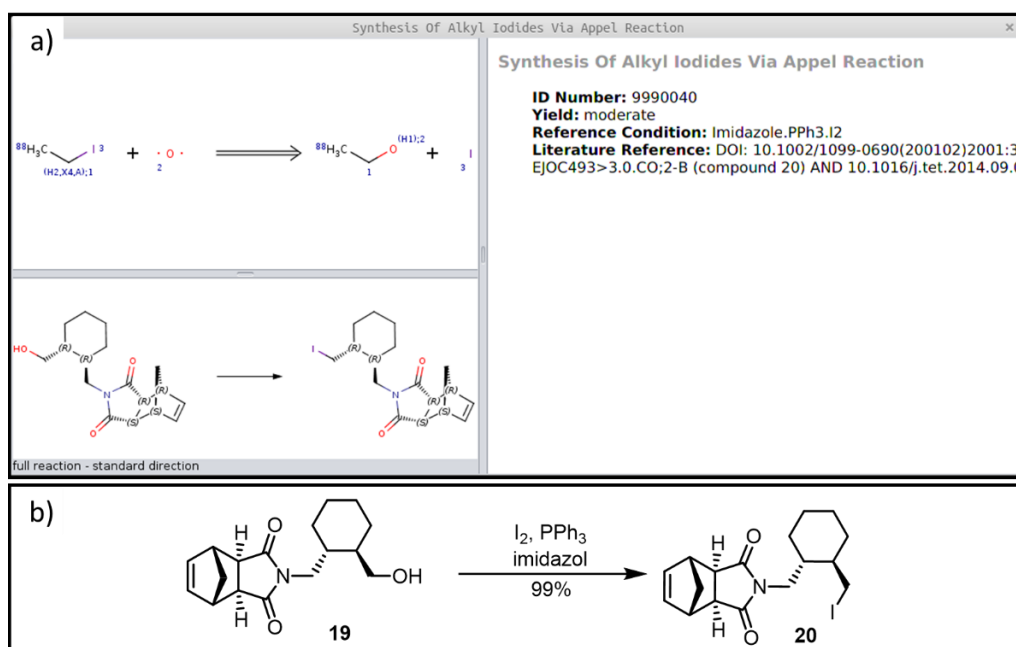 Synthesis Of Alkyl Iodides Via Appel Reaction ×
a)
Synthesis Of Alkyl Iodides Via Appel Reaction
ID Number: 9990040
Yield: moderate
Reference Condition: Imidazole.PPh3.I2
Literature Reference: DOI: 10.1002/1099-0690(200102)2001:3
EJOC493>3.0.CO;2-B (compound 20) AND 10.1016/j.tet.2014.09.0
88H3C I 3 + ·O· 88H3C O (H1);2 + I
(H2,X4,A);1 2 1 3
HO (R) (R) N O O (R) (S) (R) (S)
I (R) (R) N O O (R) (S) (R) (S)
full reaction - standard direction
b)
H H O O N OH
19
I2, PPh3
imidazol
99%
H H O O N I
20